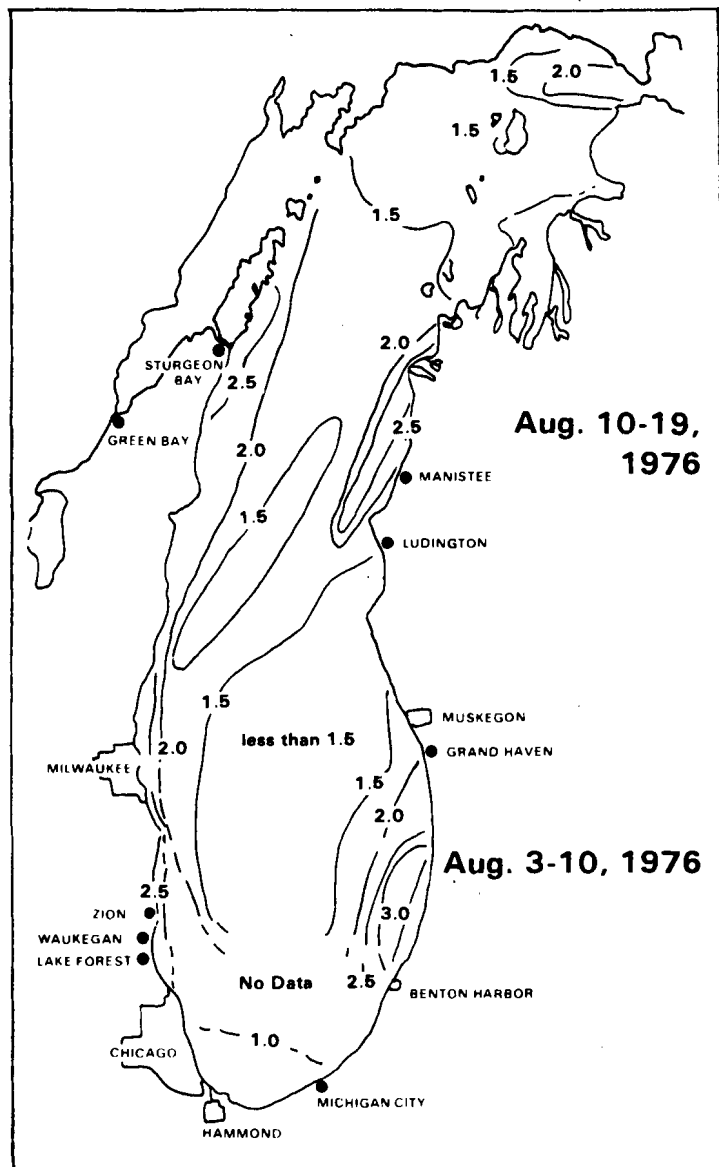 1.5
2.0
1.5
1.5
2.0
STURGEON
BAY
2.5
2.5
Aug. 10-19,
1976
GREEN BAY
2.0
MANISTEE
1.5
LUDINGTON
1.5
less than 1.5
MUSKEGON
2.0
GRAND HAVEN
MILWAUKEE
1.5
2.0
Aug. 3-10, 1976
2.5
ZION
3.0
WAUKEGAN
LAKE FOREST
No Data
2.5
BENTON HARBOR
1.0
CHICAGO
MICHIGAN CITY
HAMMOND